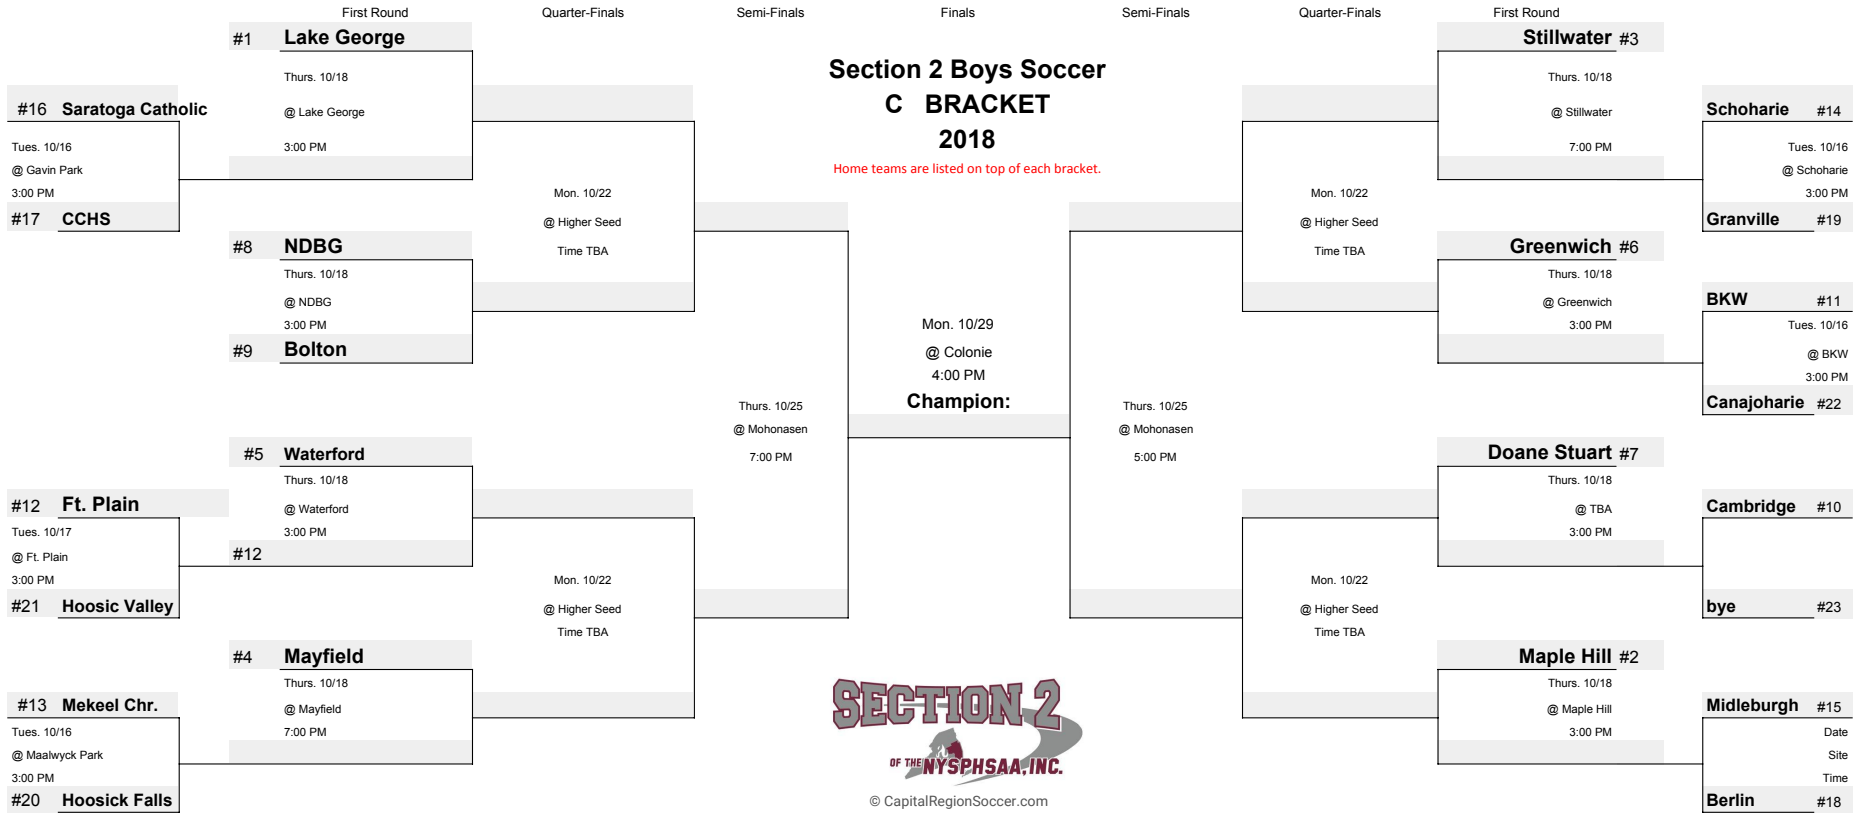 First Round Quarter-Finals Semi-Finals Finals Semi-Finals Quarter-Finals First Round
Section 2 Boys Soccer
C BRACKET
2018
Home teams are listed on top of each bracket.
#16 Saratoga Catholic
Tues. 10/16
@ Gavin Park
3:00 PM
#17 CCHS
#12 Ft. Plain
Tues. 10/17
@ Ft. Plain
3:00 PM
#21 Hoosic Valley
#13 Mekeel Chr.
Tues. 10/16
@ Maalwyck Park
3:00 PM
#20 Hoosick Falls
#1 Lake George
Thurs. 10/18
@ Lake George
3:00 PM
#8 NDBG
Thurs. 10/18
@ NDBG
3:00 PM
#9 Bolton
#5 Waterford
Thurs. 10/18
@ Waterford
3:00 PM
#12
#4 Mayfield
Thurs. 10/18
@ Mayfield
7:00 PM
Mon. 10/22
@ Higher Seed
Time TBA
Mon. 10/22
@ Higher Seed
Time TBA
Thurs. 10/25
@ Mohonasen
7:00 PM
Mon. 10/29
@ Colonie
4:00 PM
Champion:
Thurs. 10/25
@ Mohonasen
5:00 PM
Mon. 10/22
@ Higher Seed
Time TBA
Mon. 10/22
@ Higher Seed
Time TBA
Stillwater #3
Thurs. 10/18
@ Stillwater
7:00 PM
Greenwich #6
Thurs. 10/18
@ Greenwich
3:00 PM
Doane Stuart #7
Thurs. 10/18
@ TBA
3:00 PM
Maple Hill #2
Thurs. 10/18
@ Maple Hill
3:00 PM
Schoharie #14
Tues. 10/16
@ Schoharie
3:00 PM
Granville #19
BKW #11
Tues. 10/16
@ BKW
3:00 PM
Canajoharie #22
Cambridge #10
bye #23
Midleburgh #15
Date
Site
Time
Berlin #18
SECTION 2
OF THE NYSPHSAA, INC.
© CapitalRegionSoccer.com